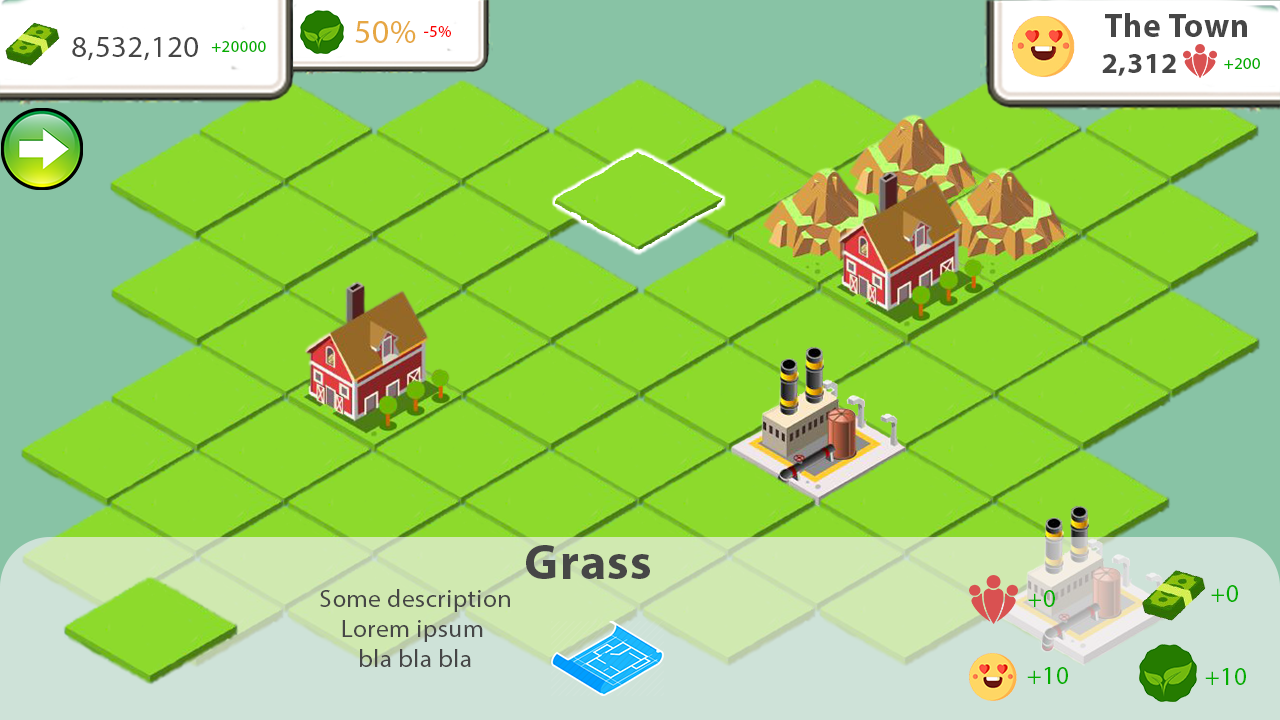 8,532,120 +20000
50% -5%
The Town
2,312 +200
Grass
Some description
Lorem ipsum
bla bla bla
+0 +0
+10 +10